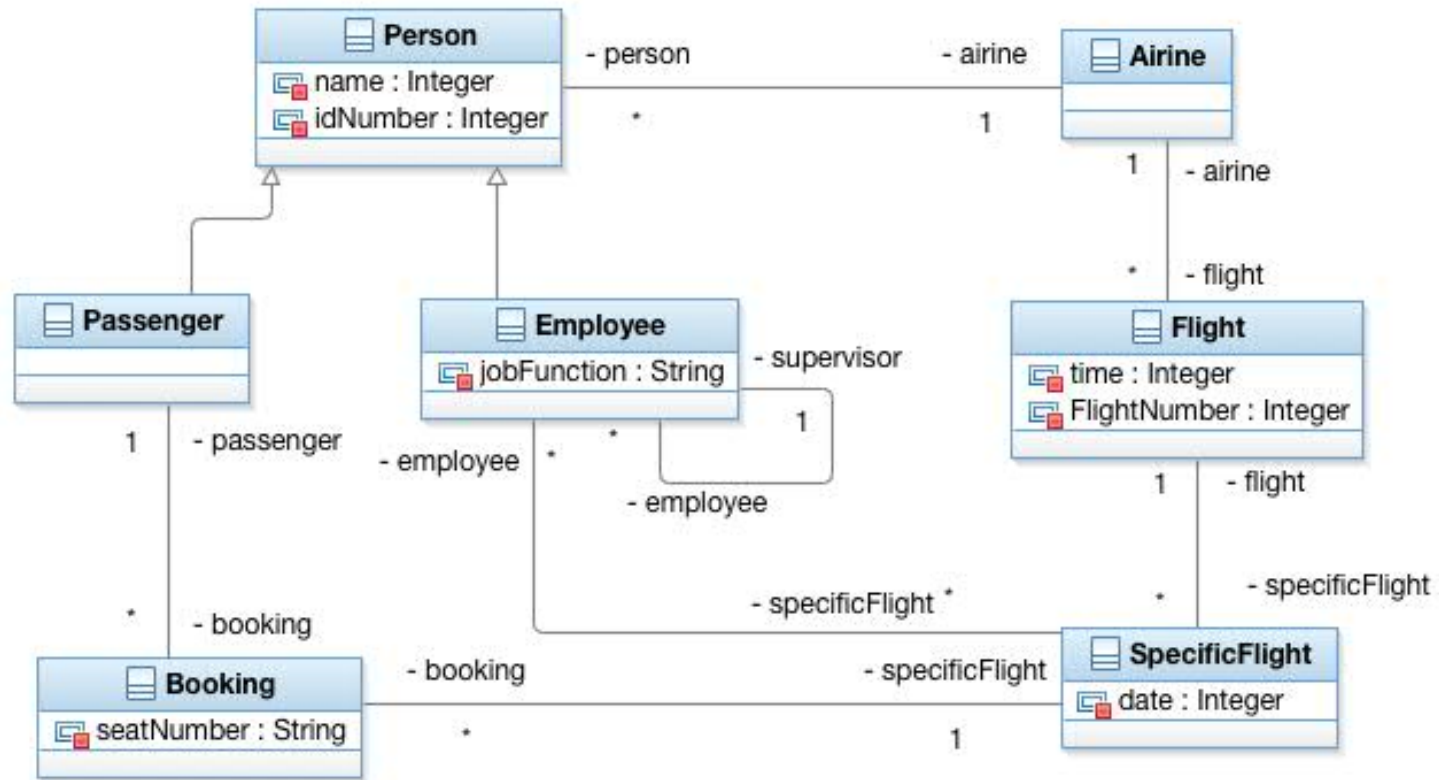 Person
name : Integer
idNumber : Integer
- person
*
- airine
1
Airine
1
- airine
*
- flight
Passenger
1
- passenger
*
- booking
Employee
jobFunction : String
- supervisor
1
*
- employee
- employee
*
- specificFlight *
Flight
time : Integer
FlightNumber : Integer
1
- flight
*
- specificFlight
Booking
seatNumber : String
- booking
*
- specificFlight
1
SpecificFlight
date : Integer